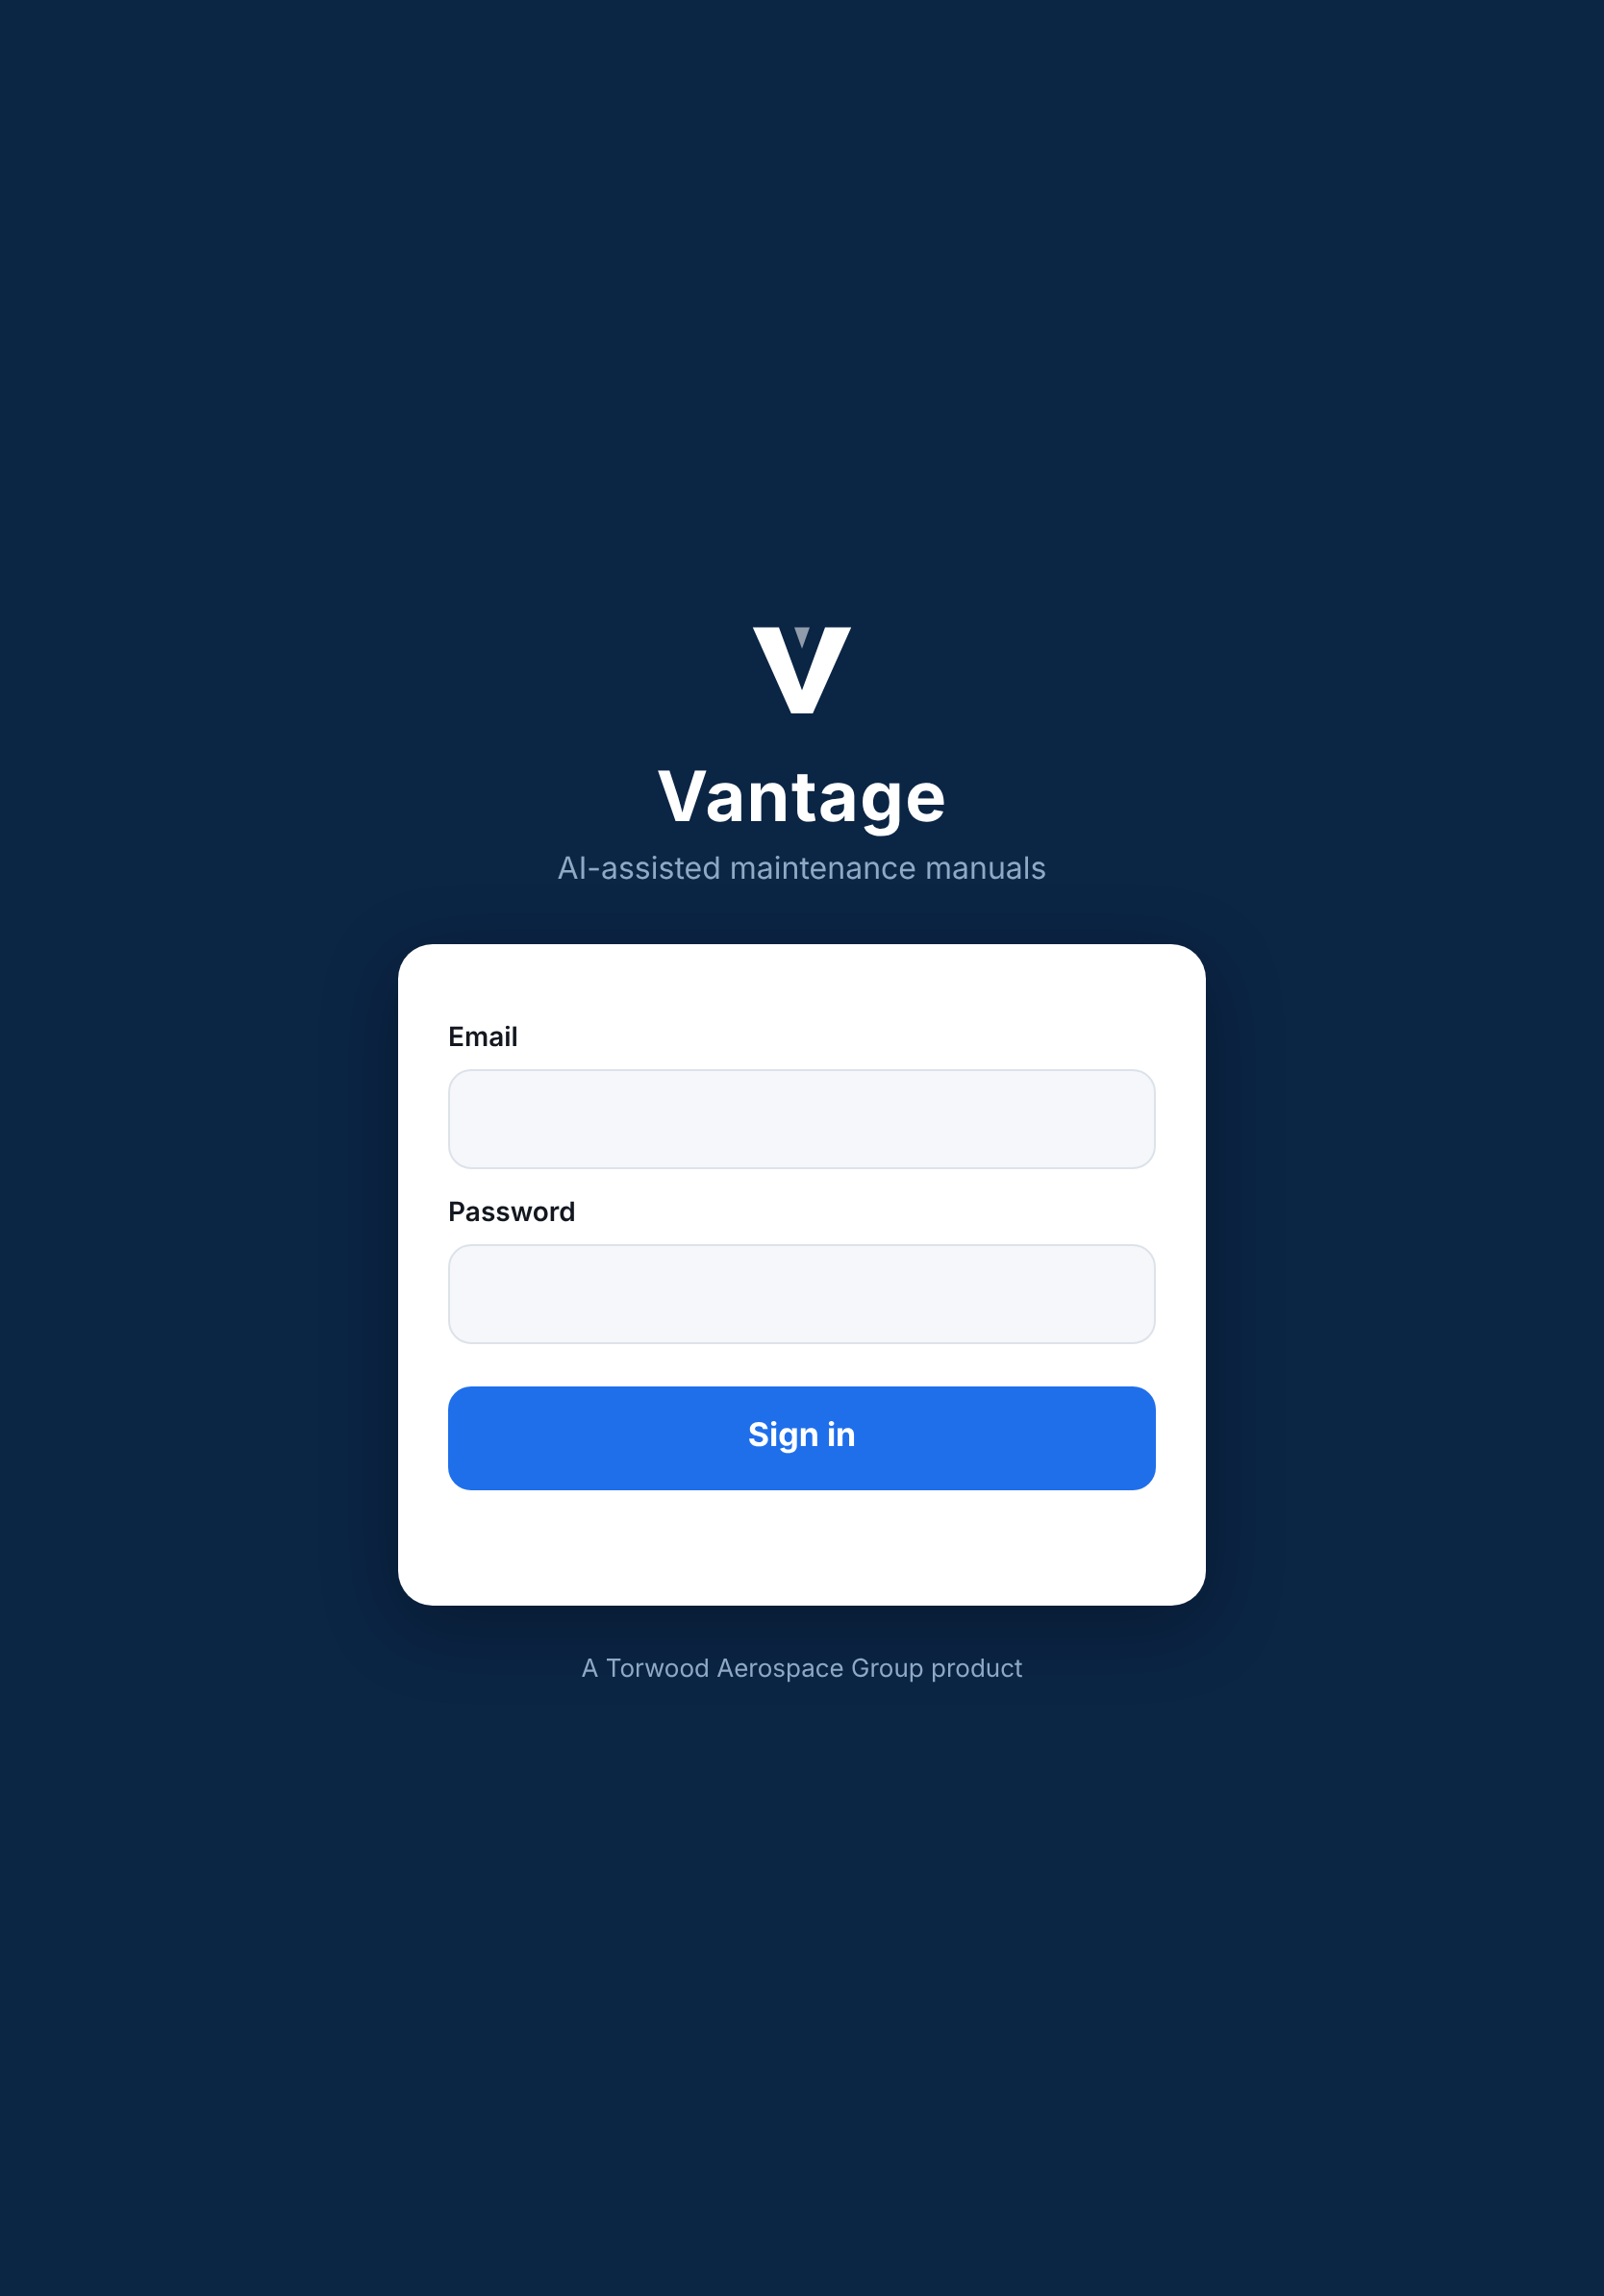 Vantage
AI-assisted maintenance manuals
Email
Password
Sign in
A Torwood Aerospace Group product